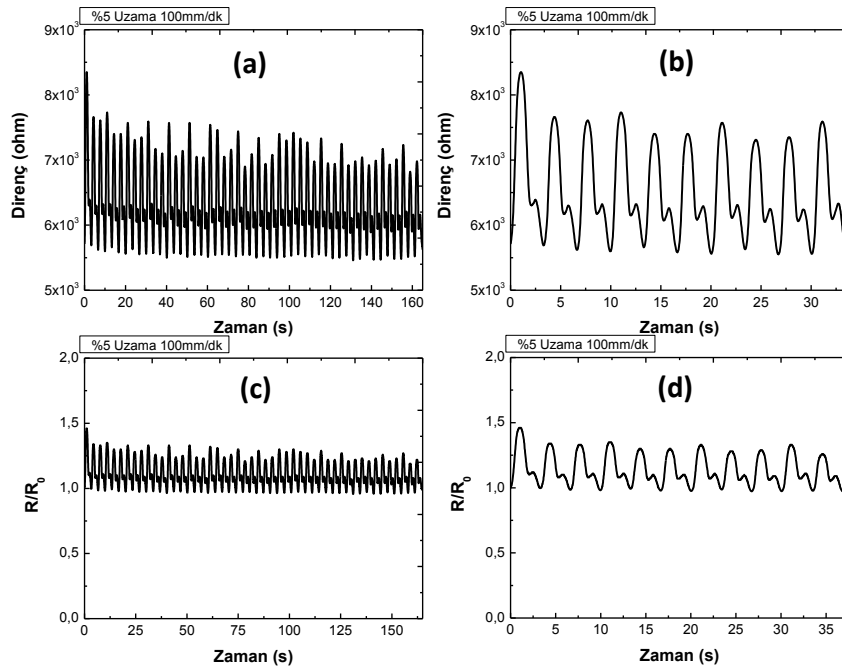 %5 Uzama 100mm/dk
(a)
9x10³
8x10³
7x10³
6x10³
5x10³
Direnç (ohm)
0 20 40 60 80 100 120 140 160
Zaman (s)
%5 Uzama 100mm/dk
(b)
9x10³
8x10³
7x10³
6x10³
5x10³
Direnç (ohm)
0 5 10 15 20 25 30
Zaman (s)
%5 Uzama 100mm/dk
(c)
2,0
1,5
1,0
0,5
0,0
R/R₀
0 25 50 75 100 125 150
Zaman (s)
%5 Uzama 100mm/dk
(d)
2,0
1,5
1,0
0,5
0,0
R/R₀
0 5 10 15 20 25 30 35
Zaman (s)